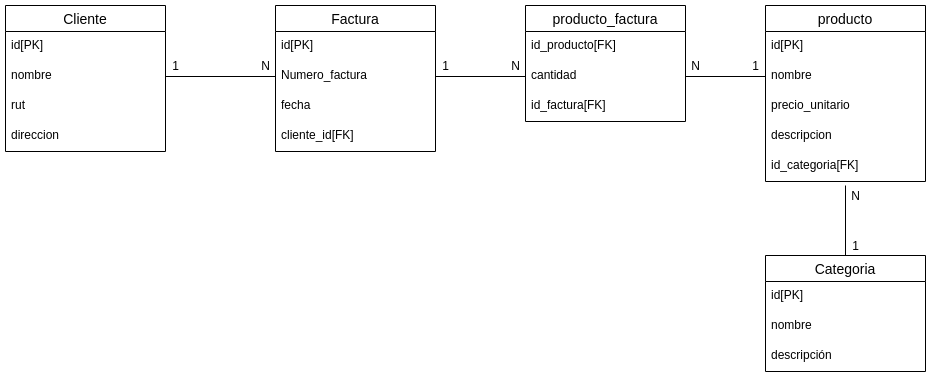 Cliente
id[PK]
nombre
rut
direccion
1
N
Factura
id[PK]
Numero_factura
fecha
cliente_id[FK]
1
N
producto_factura
id_producto[FK]
cantidad
id_factura[FK]
N
1
producto
id[PK]
nombre
precio_unitario
descripcion
id_categoria[FK]
N
1
Categoria
id[PK]
nombre
descripción